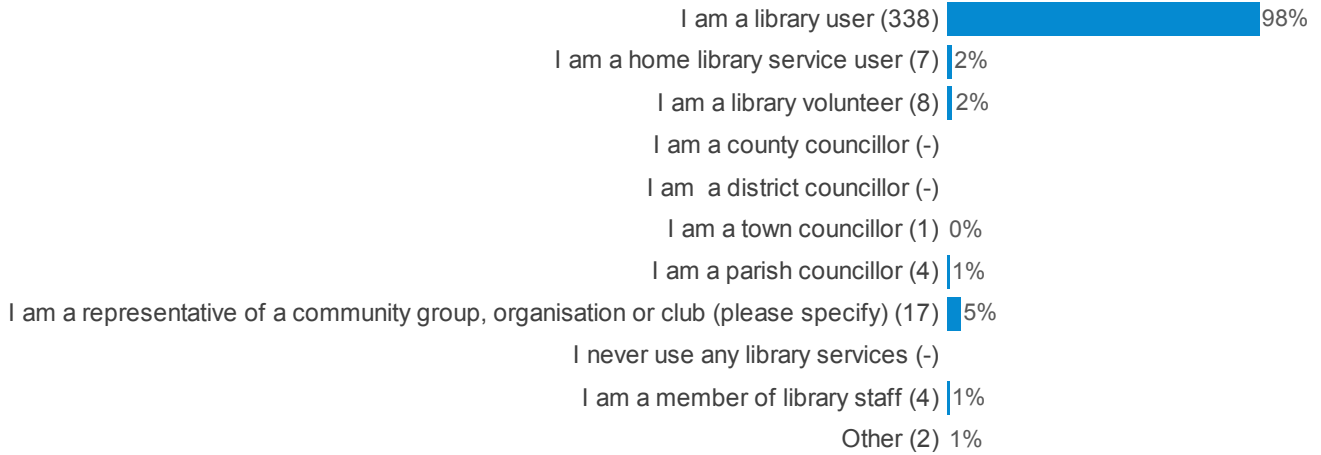 I am a library user (338) 98%
I am a home library service user (7) 2%
I am a library volunteer (8) 2%
I am a county councillor (-)
I am  a district councillor (-)
I am a town councillor (1) 0%
I am a parish councillor (4) 1%
I am a representative of a community group, organisation or club (please specify) (17) 5%
I never use any library services (-)
I am a member of library staff (4) 1%
Other (2) 1%